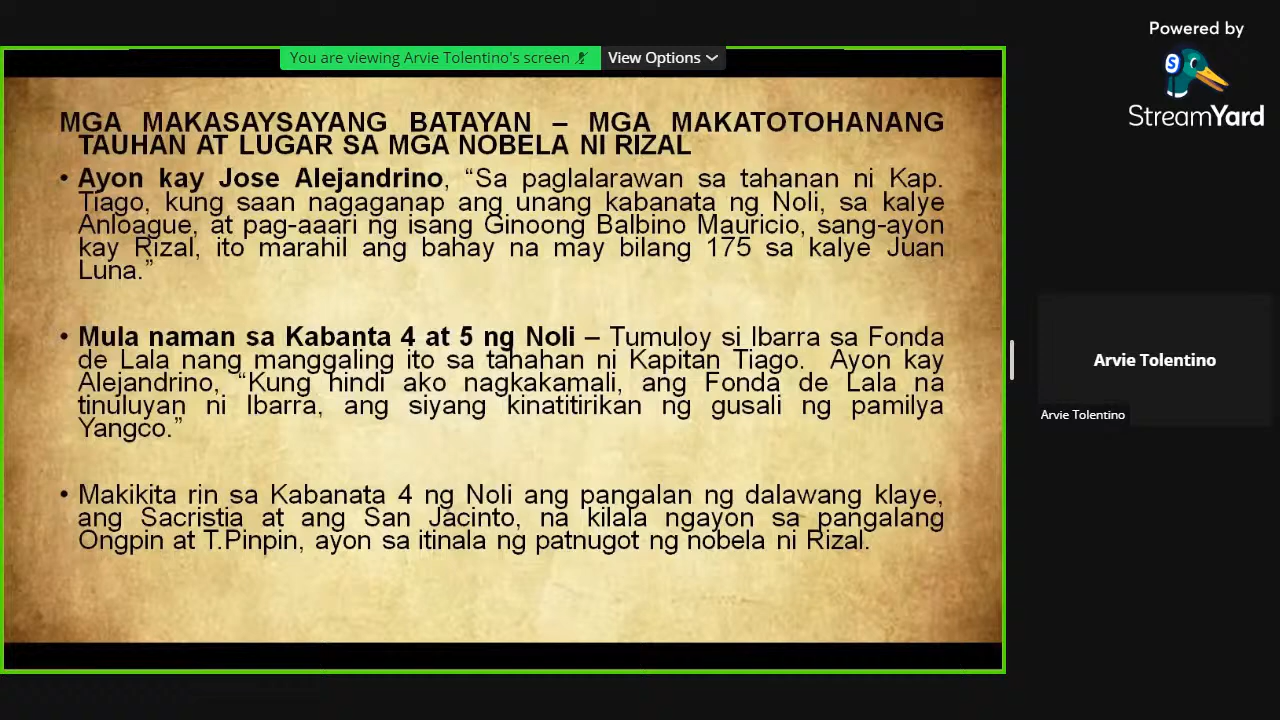 Powered by
StreamYard
You are viewing Arvie Tolentino's screen
View Options
MGA MAKASAYSAYANG BATAYAN – MGA MAKATOTOHANANG
TAUHAN AT LUGAR SA MGA NOBELA NI RIZAL
• Ayon kay Jose Alejandrino, “Sa paglalarawan sa tahanan ni Kap.
Tiago, kung saan nagaganap ang unang kabanata ng Noli, sa kalye
Anloague, at pag-aaari ng isang Ginoong Balbino Mauricio, sang-ayon
kay Rizal, ito marahil ang bahay na may bilang 175 sa kalye Juan
Luna.”
• Mula naman sa Kabanta 4 at 5 ng Noli – Tumuloy si Ibarra sa Fonda
de Lala nang manggaling ito sa tahanan ni Kapitan Tiago. Ayon kay
Alejandrino, “Kung hindi ako nagkakamali, ang Fonda de Lala na
tinuluyan ni Ibarra, ang siyang kinatitirikan ng gusali ng pamilya
Yangco.”
• Makikita rin sa Kabanata 4 ng Noli ang pangalan ng dalawang klaye,
ang Sacristia at ang San Jacinto, na kilala ngayon sa pangalang
Ongpin at T.Pinpin, ayon sa itinala ng patnugot ng nobela ni Rizal.
Arvie Tolentino
Arvie Tolentino